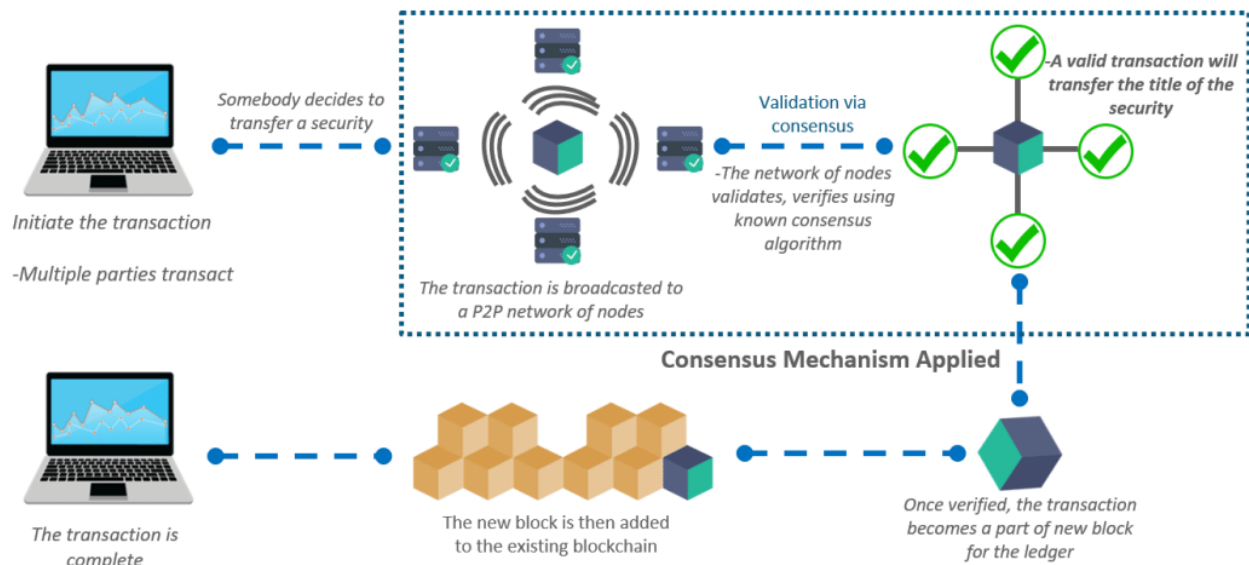 Initiate the transaction
-Multiple parties transact
Somebody decides to
transfer a security
The transaction is broadcasted to
a P2P network of nodes
Validation via
consensus
-The network of nodes
validates, verifies using
known consensus
algorithm
-A valid transaction will
transfer the title of the
security
Consensus Mechanism Applied
Once verified, the transaction
becomes a part of new block
for the ledger
The new block is then added
to the existing blockchain
The transaction is
complete